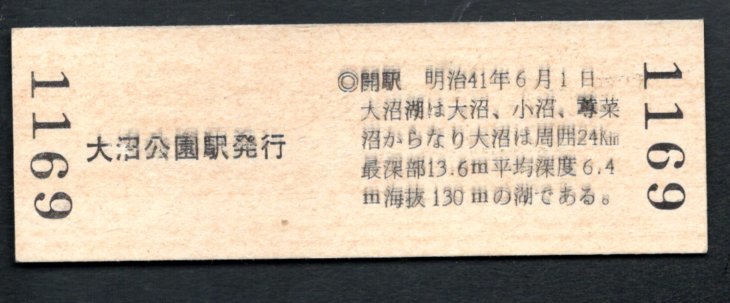 1169
大沼公園駅発行
◎開駅 明治41年6月1日
大沼湖は大沼、小沼、蓴菜
沼からなり大沼は周囲24㎞
最深部13.6m平均深度6.4
m海抜130mの湖である。
1169